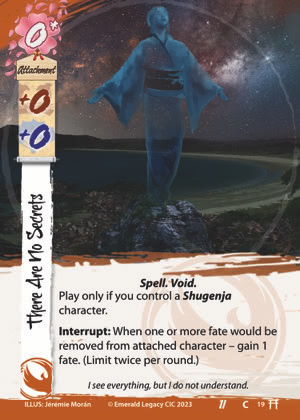 0
Attachment
+0
+0
There Are No Secrets
Spell. Void.
Play only if you control a Shugenja
character.
Interrupt: When one or more fate would be
removed from attached character – gain 1
fate. (Limit twice per round.)
I see everything, but I do not understand.
ILLUS: Jérémie Morán © Emerald Legacy CIC 2023 C 19